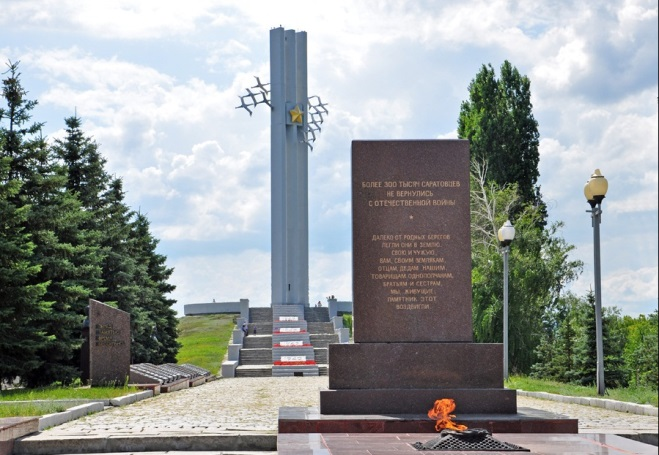 БОЛЕЕ 300 ТЫСЯЧ САРАТОВЦЕВ
НЕ ВЕРНУЛИСЬ
С ОТЕЧЕСТВЕННОЙ ВОЙНЫ
ДАЛЕКО ОТ РОДНЫХ БЕРЕГОВ
ЛЕГЛИ ОНИ В ЗЕМЛЮ
СВОЮ И ЧУЖУЮ.
ВАМ, СВОИМ ЗЕМЛЯКАМ,
ОТЦАМ, ДЕДАМ НАШИМ
ТОВАРИЩАМ ОДНОПОЛЧАНАМ,
БРАТЬЯМ И СЕСТРАМ,
МЫ, ЖИВУЩИЕ,
ПАМЯТНИК ЭТОТ
ВОЗДВИГЛИ.